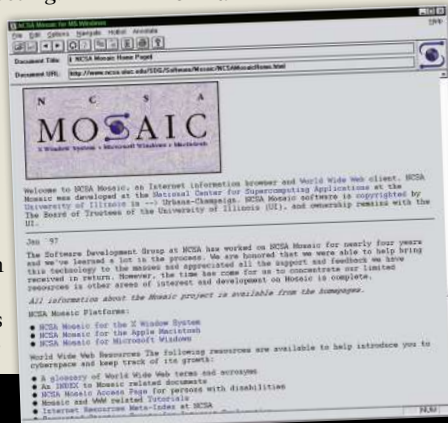 NCSA Mosaic for MS Windows
File Edit Options Navigate Hotlist Annotate
Help
Document Title: NCSA Mosaic Home Page
Document URL: http://www.ncsa.uiuc.edu/SDG/Software/Mosaic/NCSAMosaicHome.html
N C S A
MOSAIC
X Window System • Microsoft Windows • Macintosh
Welcome to NCSA Mosaic, an Internet information browser and World Wide Web client. NCSA
Mosaic was developed at the National Center for Supercomputing Applications at the
University of Illinois in --> Urbana-Champaign. NCSA Mosaic software is copyrighted by
The Board of Trustees of the University of Illinois (UI), and ownership remains with the
UI.
Jan '97
The Software Development Group at NCSA has worked on NCSA Mosaic for nearly four years
and we've learned a lot in the process. We are honored that we were able to help bring
this technology to the masses and appreciated all the support and feedback we have
received in return. However, the time has come for us to concentrate our limited
resources in other areas of interest and development on Mosaic is complete.
All information about the Mosaic project is available from the homepages.
NCSA Mosaic Platforms:
● NCSA Mosaic for the X Window System
● NCSA Mosaic for the Apple Macintosh
● NCSA Mosaic for Microsoft Windows
World Wide Web Resources The following resources are available to help introduce you to
cyberspace and keep track of its growth:
● A glossary of World Wide Web terms and acronyms
● An INDEX to Mosaic related documents
● NCSA Mosaic Access Page for persons with disabilities
● Mosaic and WWW related Tutorials
● Internet Resources Meta-Index at NCSA
NUM